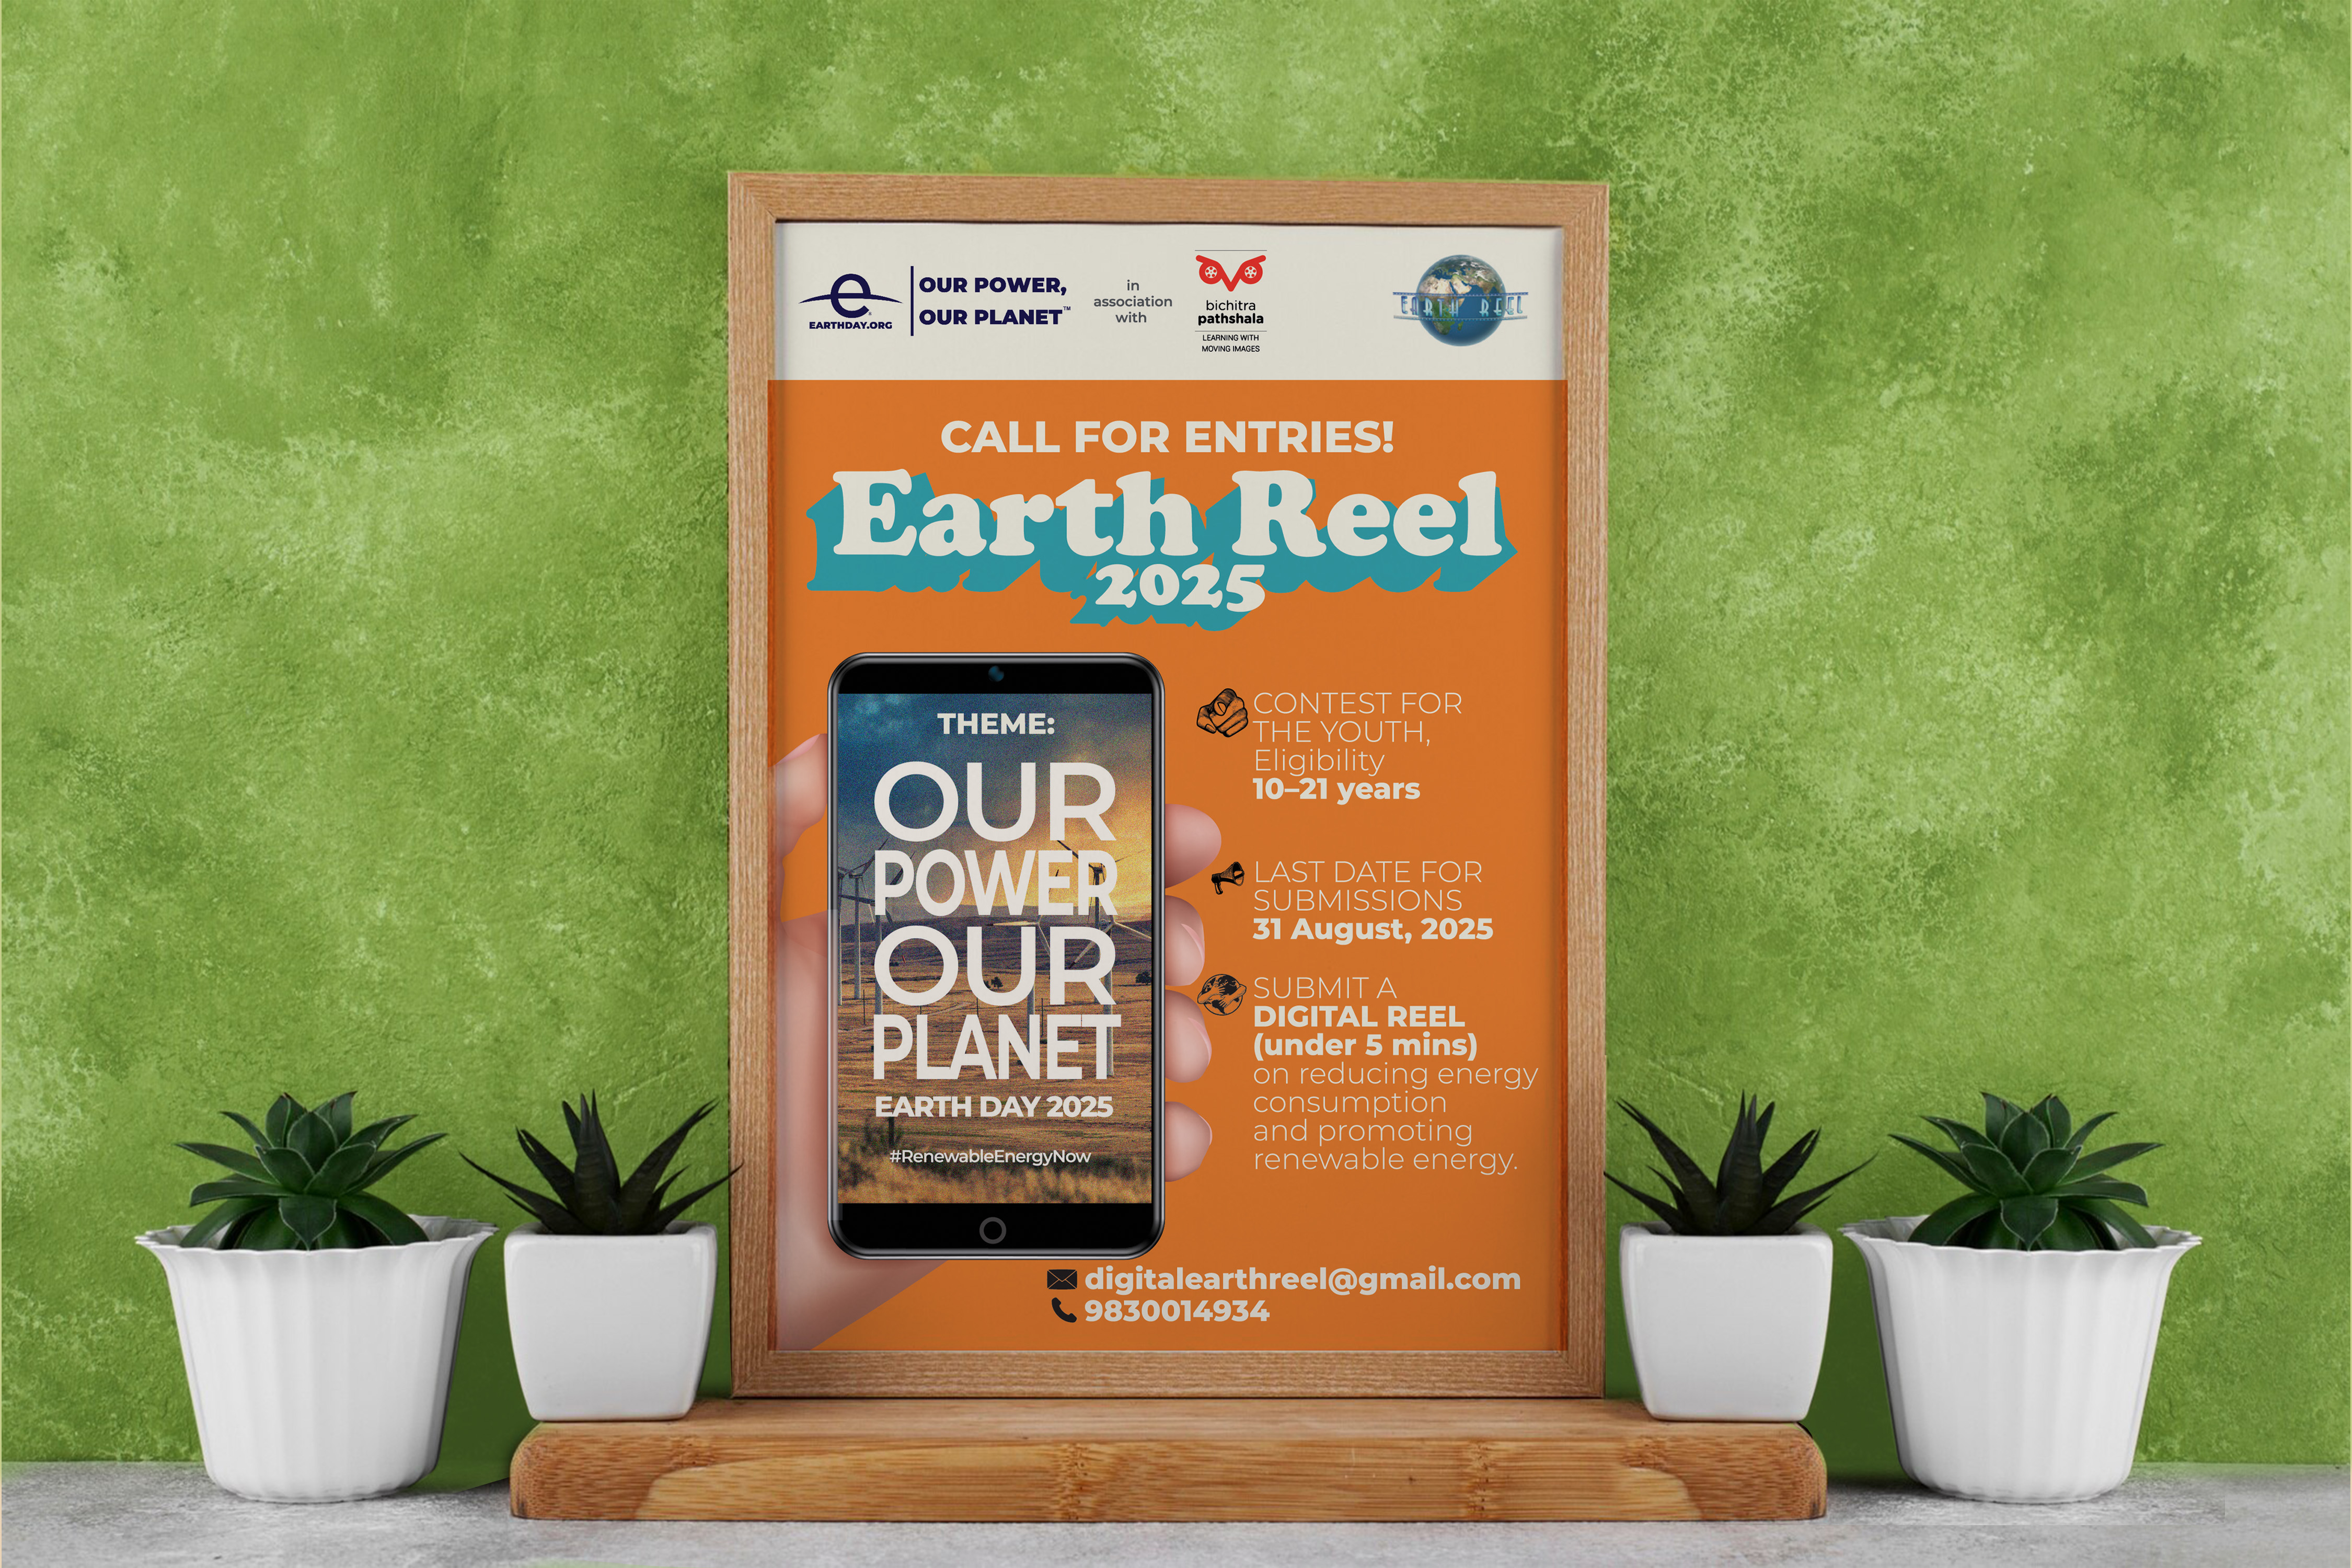 e
EARTHDAY.ORG
OUR POWER,
OUR PLANET™
in
association
with
bichitra
pathshala
LEARNING WITH
MOVING IMAGES
EARTH REEL
CALL FOR ENTRIES!
Earth Reel
2025
THEME:
OUR
POWER
OUR
PLANET
EARTH DAY 2025
#RenewableEnergyNow
CONTEST FOR
THE YOUTH,
Eligibility
10–21 years
LAST DATE FOR
SUBMISSIONS
31 August, 2025
SUBMIT A
DIGITAL REEL
(under 5 mins)
on reducing energy
consumption
and promoting
renewable energy.
digitalearthreel@gmail.com
9830014934